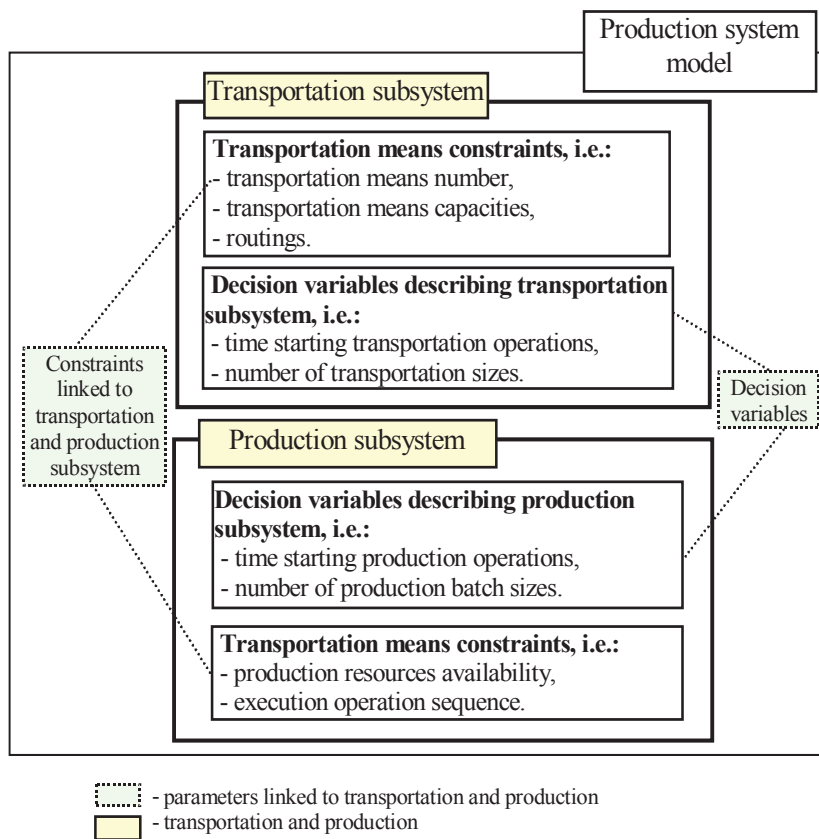 Production system
model
Transportation subsystem
Transportation means constraints, i.e.:
- transportation means number,
- transportation means capacities,
- routings.
Decision variables describing transportation
subsystem, i.e.:
- time starting transportation operations,
- number of transportation sizes.
Constraints
linked to
transportation
and production
subsystem
Decision
variables
Production subsystem
Decision variables describing production
subsystem, i.e.:
- time starting production operations,
- number of production batch sizes.
Transportation means constraints, i.e.:
- production resources availability,
- execution operation sequence.
- parameters linked to transportation and production
- transportation and production